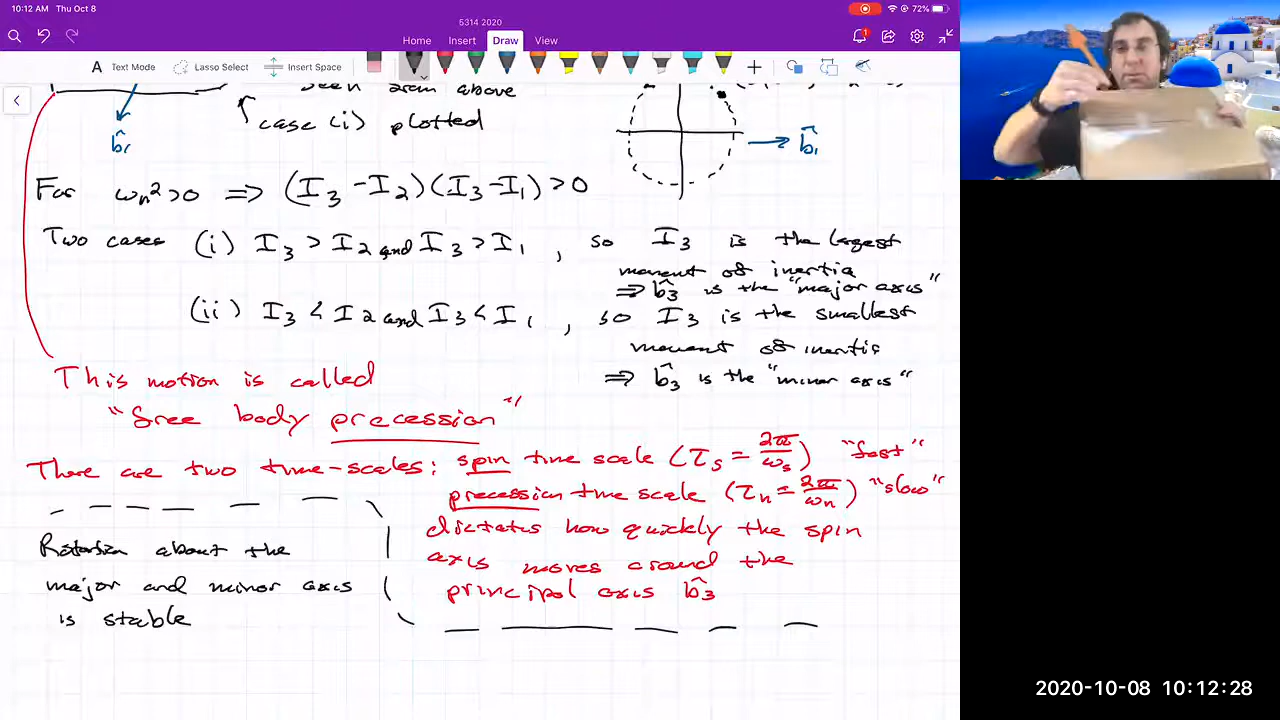 10:12 AM Thu Oct 8
72%
5314 2020
Home Insert Draw View
1
Text Mode Lasso Select Insert Space
been drawn above
case (i) plotted
b̂₁
b̂₁
For ωn² > 0 ⟹ (I₃ - I₂)(I₃ - I₁) > 0
Two cases (i) I₃ > I₂ and I₃ > I₁, so I₃ is the largest
moment of inertia
⟹ b̂₃ is the "major axis"
(ii) I₃ < I₂ and I₃ < I₁, so I₃ is the smallest
moment of inertia
⟹ b̂₃ is the "minor axis"
This motion is called
"free body precession"
There are two time-scales: spin time scale (τs = 2π/ωs) "fast"
precession time scale (τn = 2π/ωn) "slow"
dictates how quickly the spin
axis moves around the
principal axis b̂₃
Rotation about the
major and minor axis
is stable
2020-10-08 10:12:28